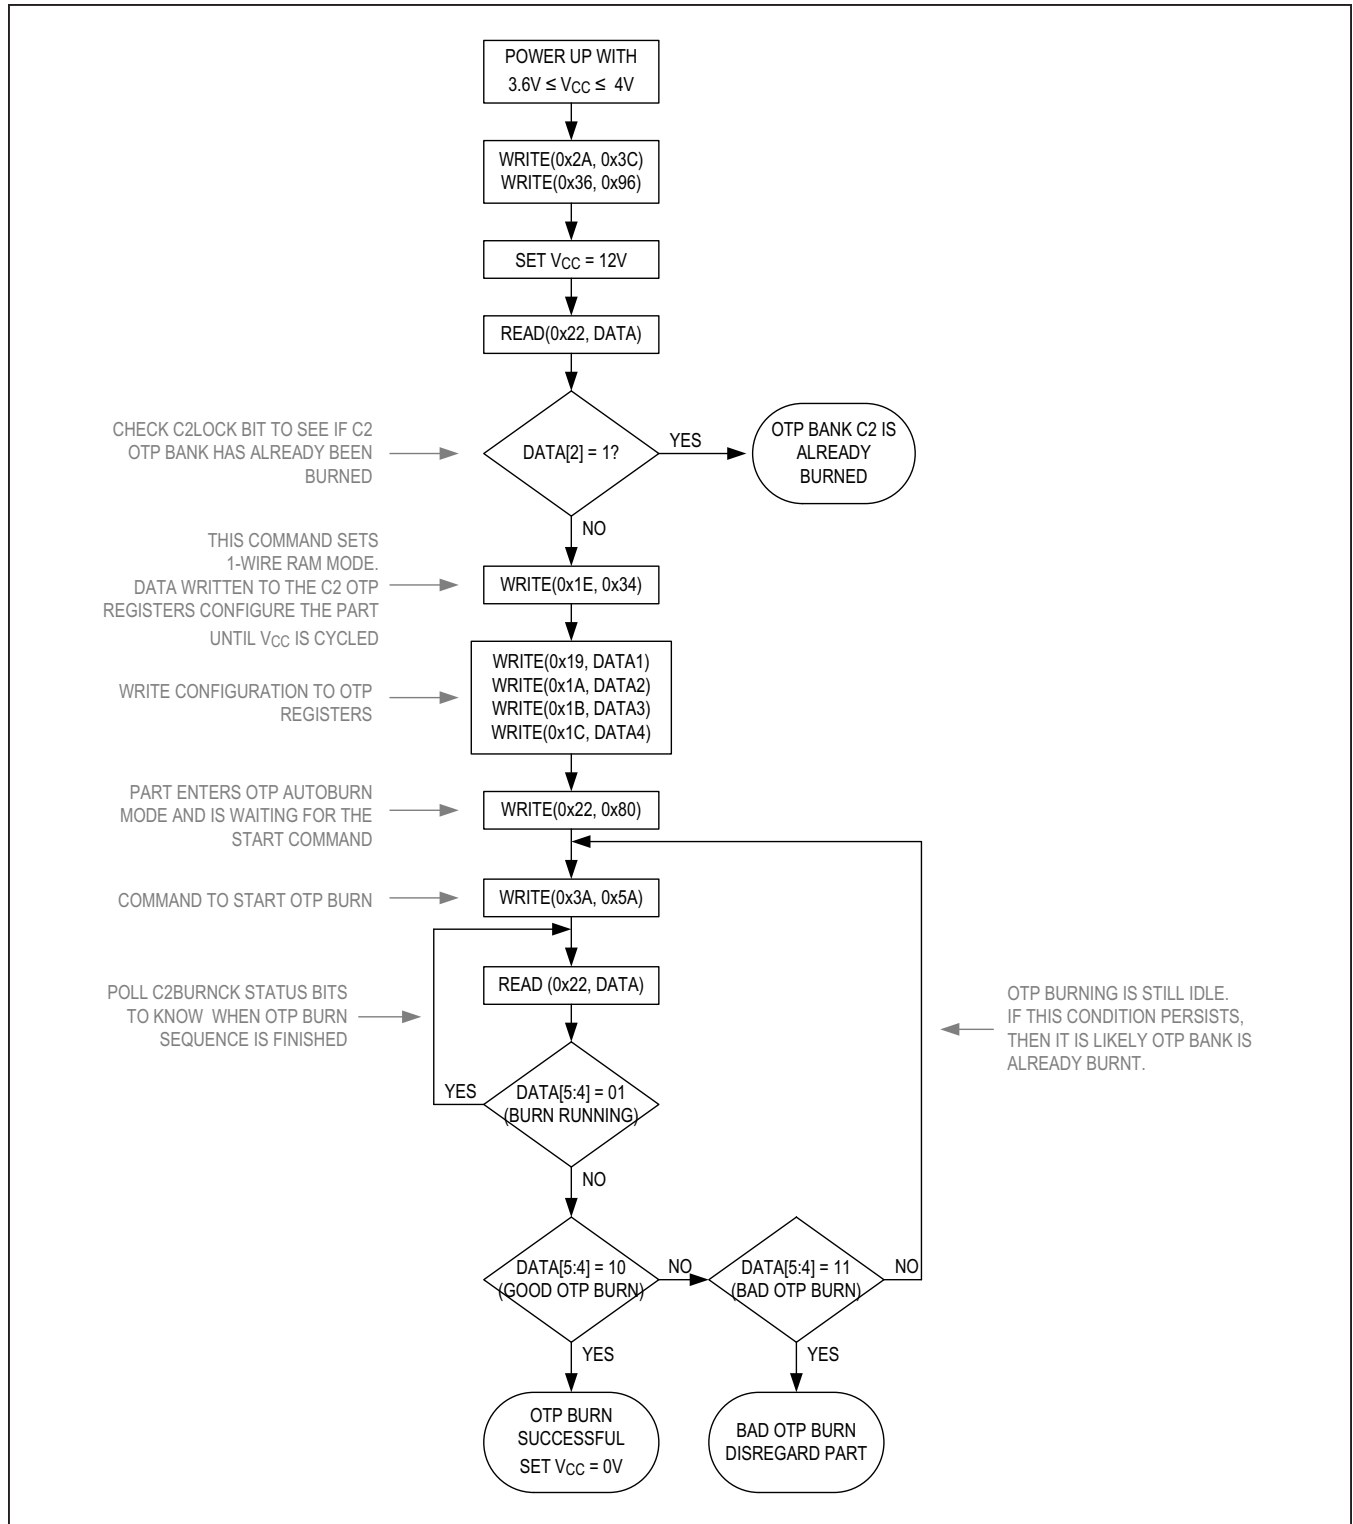 POWER UP WITH
3.6V ≤ VCC ≤ 4V
WRITE(0x2A, 0x3C)
WRITE(0x36, 0x96)
SET VCC = 12V
READ(0x22, DATA)
CHECK C2LOCK BIT TO SEE IF C2
OTP BANK HAS ALREADY BEEN
BURNED
DATA[2] = 1?
YES
OTP BANK C2 IS
ALREADY
BURNED
NO
THIS COMMAND SETS
1-WIRE RAM MODE.
DATA WRITTEN TO THE C2 OTP
REGISTERS CONFIGURE THE PART
UNTIL VCC IS CYCLED
WRITE(0x1E, 0x34)
WRITE CONFIGURATION TO OTP
REGISTERS
WRITE(0x19, DATA1)
WRITE(0x1A, DATA2)
WRITE(0x1B, DATA3)
WRITE(0x1C, DATA4)
PART ENTERS OTP AUTOBURN
MODE AND IS WAITING FOR THE
START COMMAND
WRITE(0x22, 0x80)
COMMAND TO START OTP BURN
WRITE(0x3A, 0x5A)
POLL C2BURNCK STATUS BITS
TO KNOW WHEN OTP BURN
SEQUENCE IS FINISHED
READ (0x22, DATA)
OTP BURNING IS STILL IDLE.
IF THIS CONDITION PERSISTS,
THEN IT IS LIKELY OTP BANK IS
ALREADY BURNT.
YES
DATA[5:4] = 01
(BURN RUNNING)
NO
DATA[5:4] = 10
(GOOD OTP BURN)
NO
DATA[5:4] = 11
(BAD OTP BURN)
NO
YES
YES
OTP BURN
SUCCESSFUL
SET VCC = 0V
BAD OTP BURN
DISREGARD PART